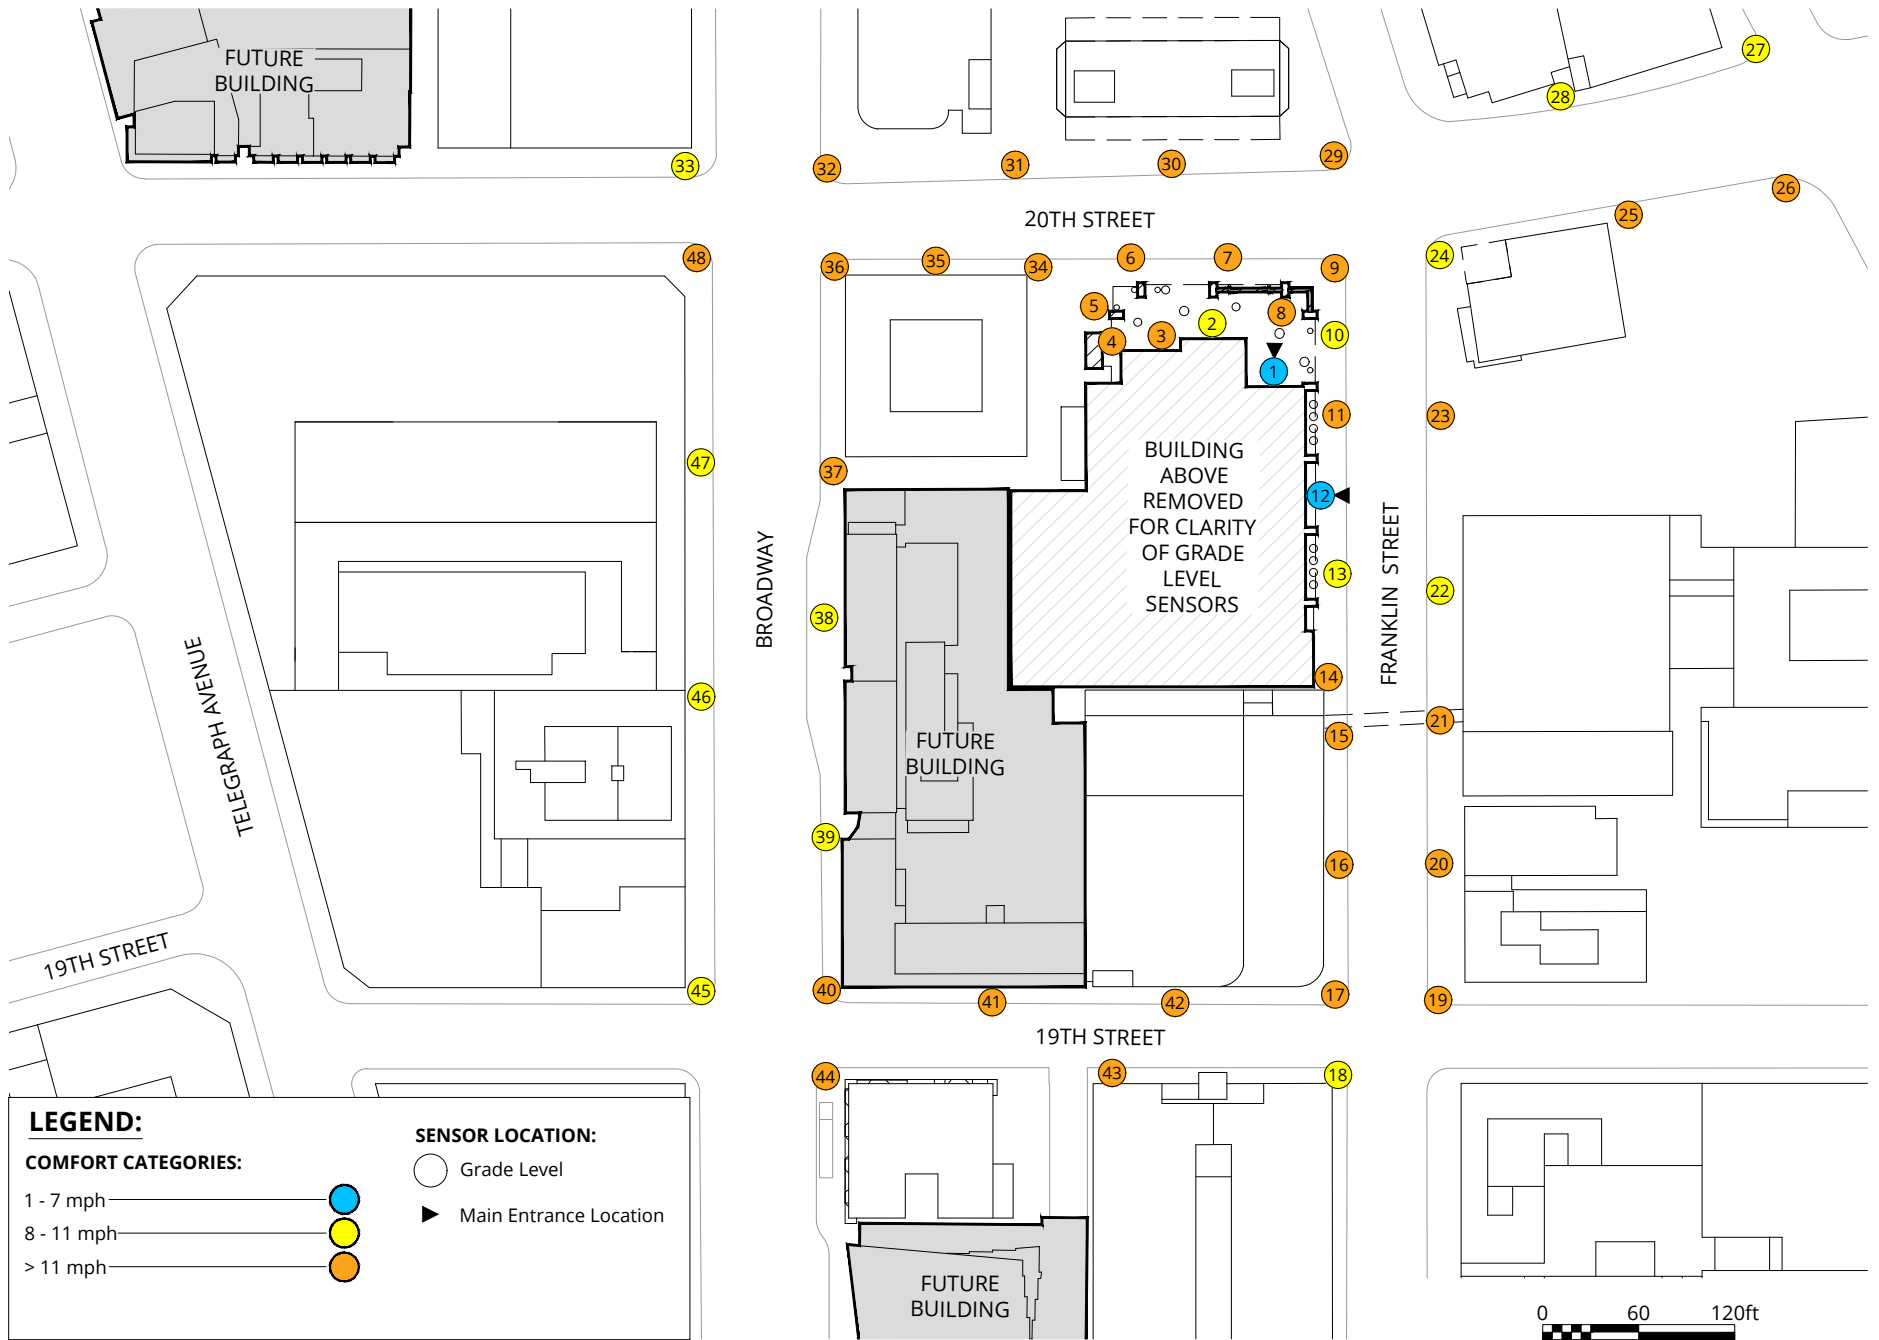 FUTURE
BUILDING
27
28
33
32
31
30
29
26
25
20TH STREET
48
36
35
34
6
7
9
24
5
4
3
2
8
10
1
11
23
47
37
12
BUILDING
ABOVE
REMOVED
FOR CLARITY
OF GRADE
LEVEL
SENSORS
BROADWAY
FRANKLIN STREET
13
22
38
TELEGRAPH AVENUE
46
14
21
15
FUTURE
BUILDING
39
16
20
19TH STREET
45
40
41
42
17
19
19TH STREET
44
43
18
LEGEND:
COMFORT CATEGORIES:
1 - 7 mph
8 - 11 mph
> 11 mph
SENSOR LOCATION:
Grade Level
Main Entrance Location
FUTURE
BUILDING
0 60 120ft